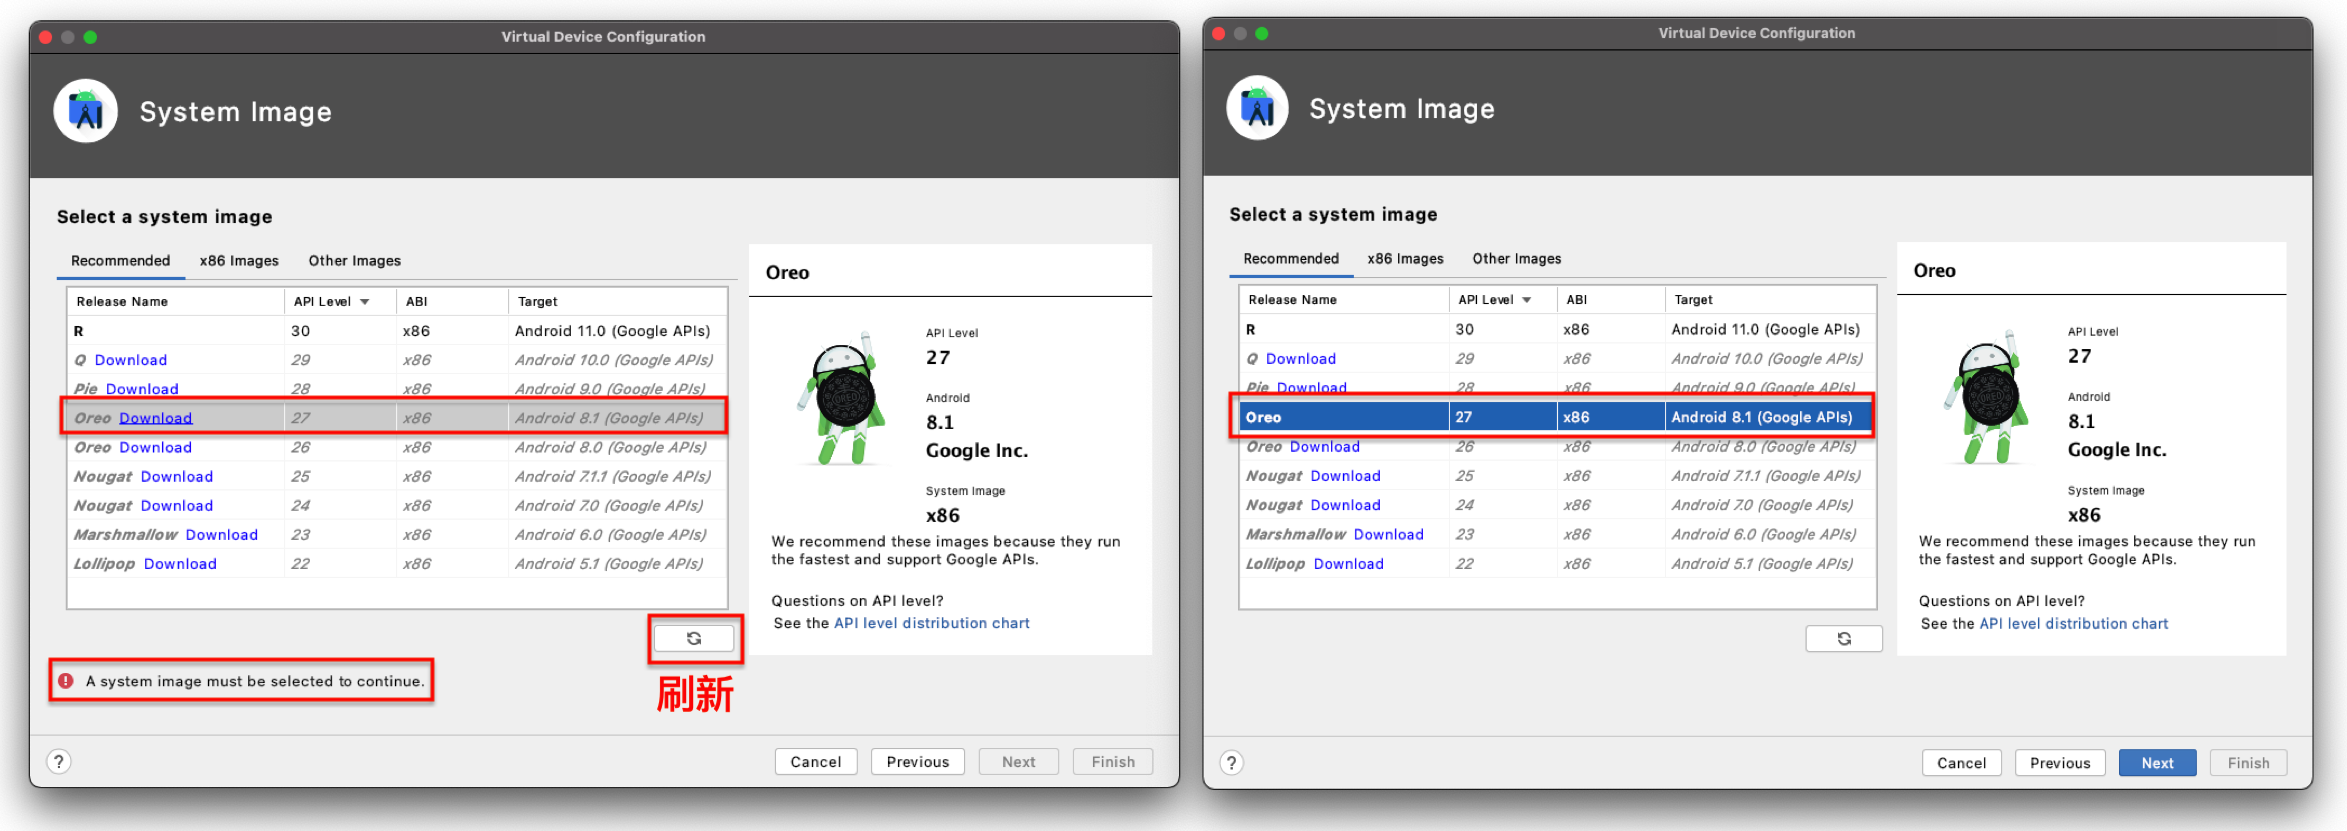 Virtual Device Configuration
System Image
Select a system image
Recommended x86 Images Other Images
Release Name API Level ABI Target
R 30 x86 Android 11.0 (Google APIs)
Q Download 29 x86 Android 10.0 (Google APIs)
Pie Download 28 x86 Android 9.0 (Google APIs)
Oreo Download 27 x86 Android 8.1 (Google APIs)
Oreo Download 26 x86 Android 8.0 (Google APIs)
Nougat Download 25 x86 Android 7.1.1 (Google APIs)
Nougat Download 24 x86 Android 7.0 (Google APIs)
Marshmallow Download 23 x86 Android 6.0 (Google APIs)
Lollipop Download 22 x86 Android 5.1 (Google APIs)
刷新
A system image must be selected to continue.
Oreo
OREO
API Level
27
Android
8.1
Google Inc.
System Image
x86
We recommend these images because they run
the fastest and support Google APIs.
Questions on API level?
See the API level distribution chart
? Cancel Previous Next Finish
Virtual Device Configuration
System Image
Select a system image
Recommended x86 Images Other Images
Release Name API Level ABI Target
R 30 x86 Android 11.0 (Google APIs)
Q Download 29 x86 Android 10.0 (Google APIs)
Pie Download 28 x86 Android 9.0 (Google APIs)
Oreo 27 x86 Android 8.1 (Google APIs)
Oreo Download 26 x86 Android 8.0 (Google APIs)
Nougat Download 25 x86 Android 7.1.1 (Google APIs)
Nougat Download 24 x86 Android 7.0 (Google APIs)
Marshmallow Download 23 x86 Android 6.0 (Google APIs)
Lollipop Download 22 x86 Android 5.1 (Google APIs)
Oreo
OREO
API Level
27
Android
8.1
Google Inc.
System Image
x86
We recommend these images because they run
the fastest and support Google APIs.
Questions on API level?
See the API level distribution chart
? Cancel Previous Next Finish